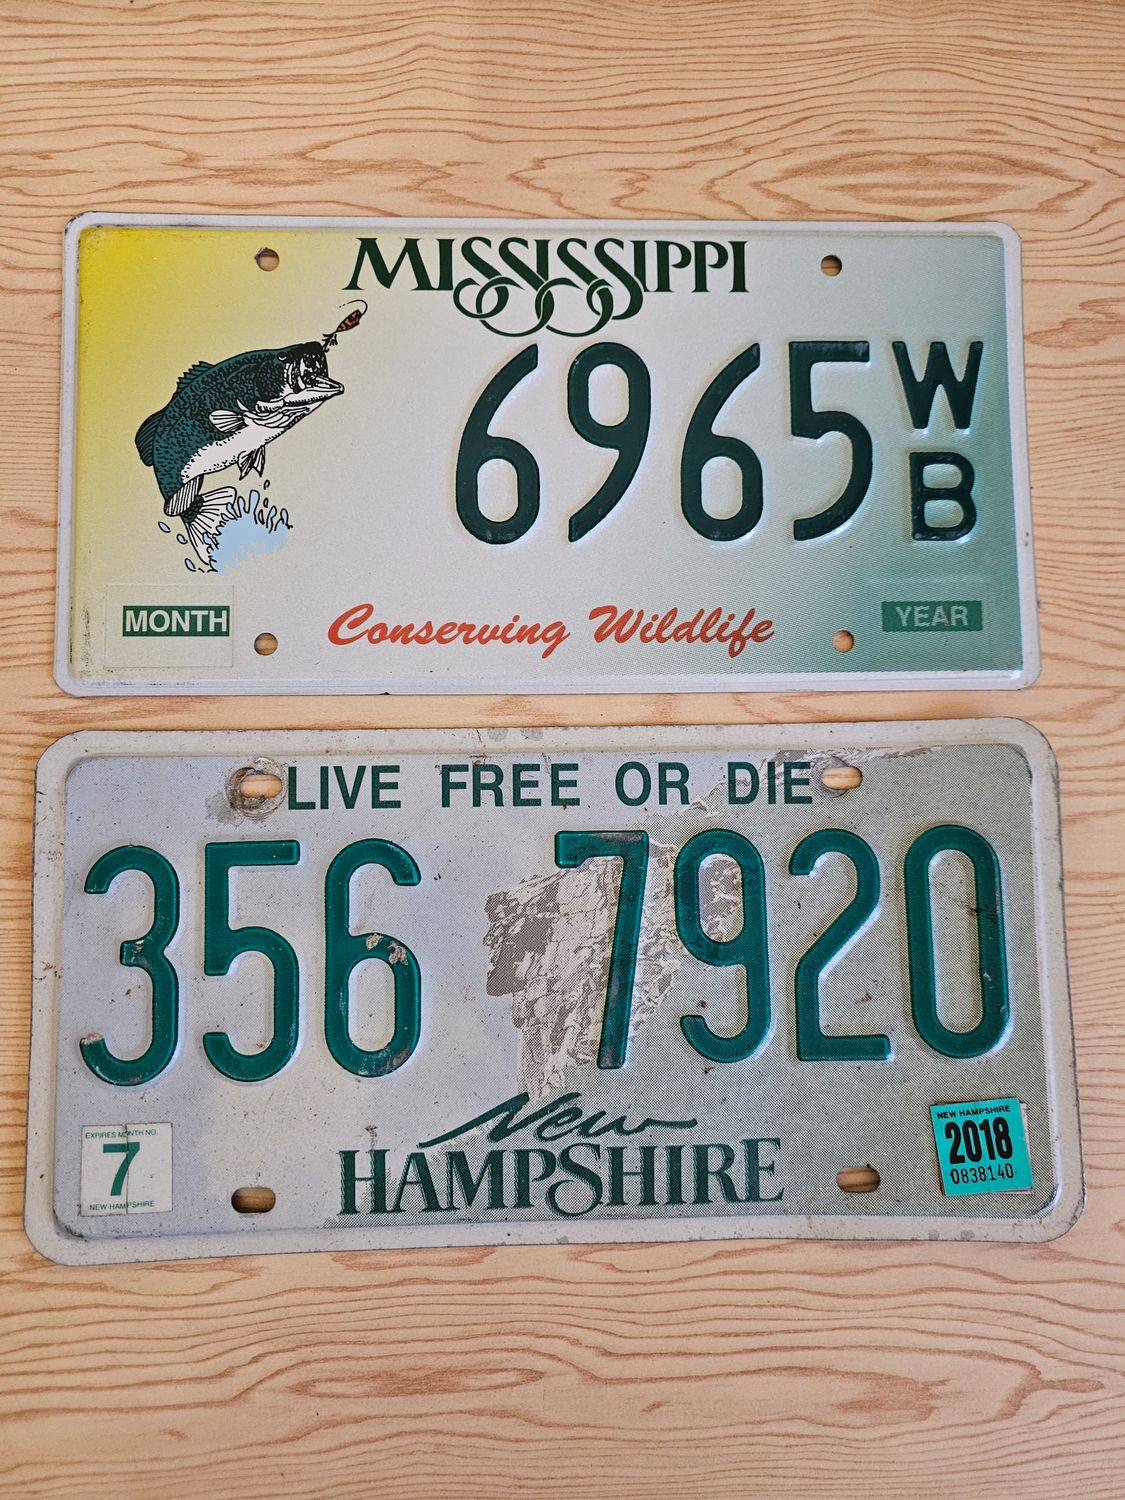 MISSISSIPPI
6965 WB
MONTH
Conserving Wildlife
YEAR
LIVE FREE OR DIE
356 7920
New
HAMPSHIRE
EXPIRES MONTH NO.
7
NEW HAMPSHIRE
NEW HAMPSHIRE
2018
0838140